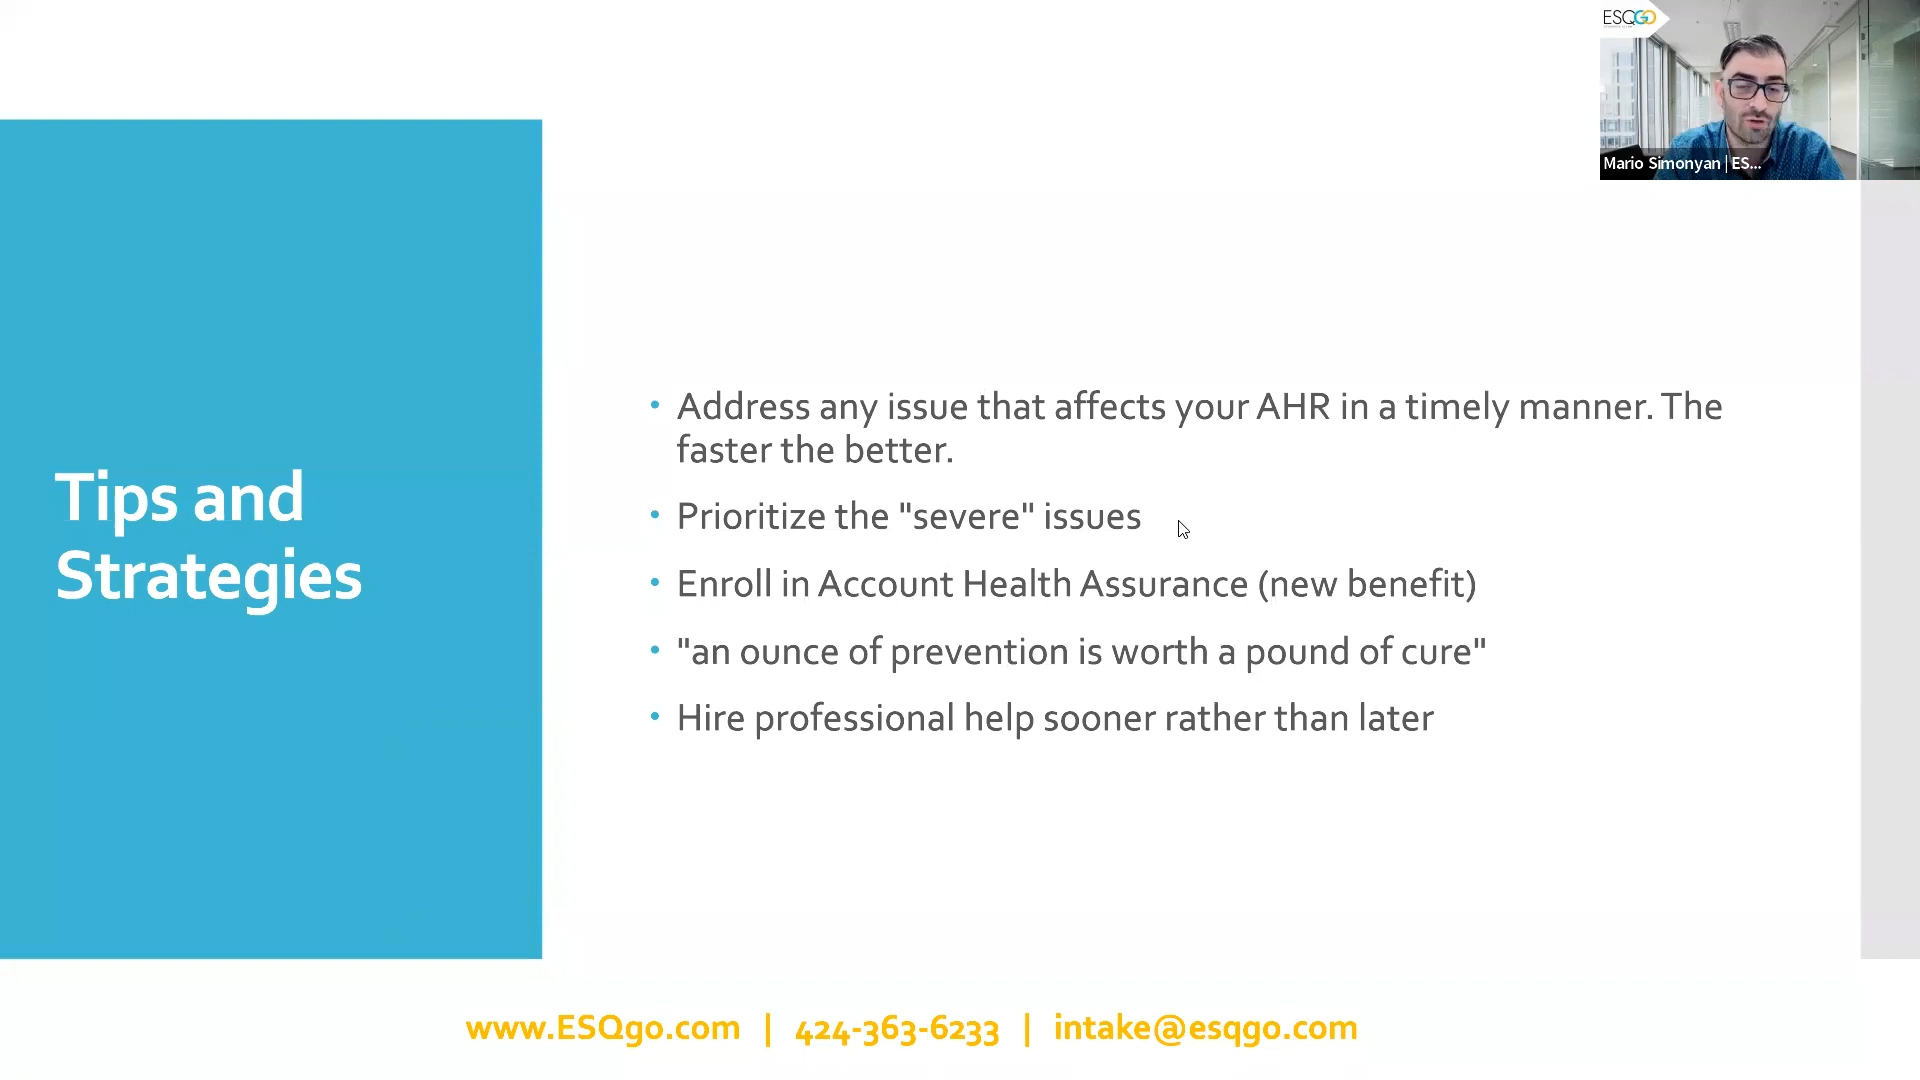 ESQGO
Mario Simonyan | ES...
Tips and
Strategies
• Address any issue that affects your AHR in a timely manner. The
faster the better.
• Prioritize the "severe" issues
• Enroll in Account Health Assurance (new benefit)
• "an ounce of prevention is worth a pound of cure"
• Hire professional help sooner rather than later
www.ESQgo.com | 424-363-6233 | intake@esqgo.com